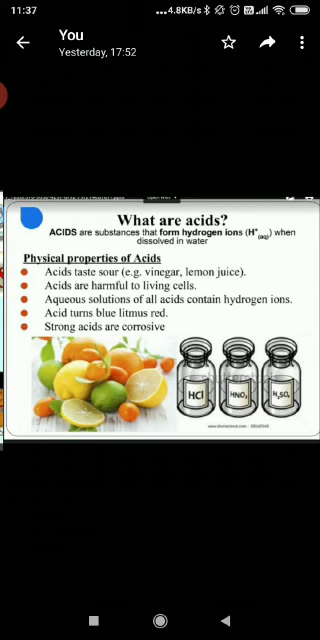 11:37
...4.8KB/s
You
Yesterday, 17:52
What are acids?
ACIDS are substances that form hydrogen ions (H⁺(aq)) when
dissolved in water
Physical properties of Acids
Acids taste sour (e.g. vinegar, lemon juice).
Acids are harmful to living cells.
Aqueous solutions of all acids contain hydrogen ions.
Acid turns blue litmus red.
Strong acids are corrosive
HCl
HNO₃
H₂SO₄